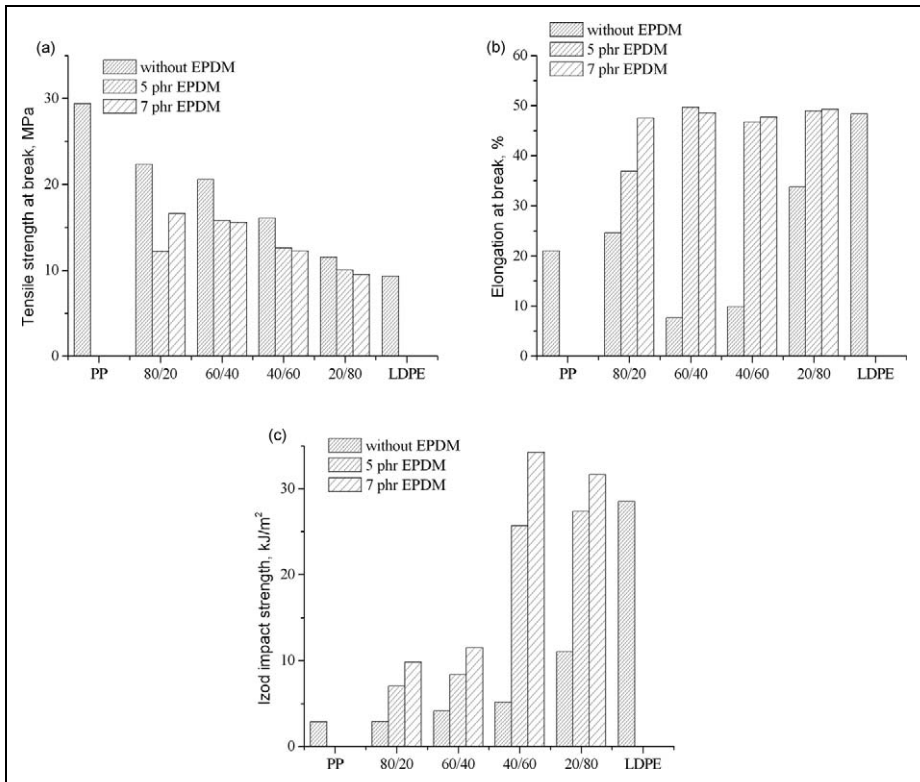 (a)
without EPDM
5 phr EPDM
7 phr EPDM
Tensile strength at break, MPa
30
20
10
0
PP 80/20 60/40 40/60 20/80 LDPE
(b)
without EPDM
5 phr EPDM
7 phr EPDM
Elongation at break, %
60
50
40
30
20
10
0
PP 80/20 60/40 40/60 20/80 LDPE
(c)
without EPDM
5 phr EPDM
7 phr EPDM
Izod impact strength, kJ/m²
30
20
10
0
PP 80/20 60/40 40/60 20/80 LDPE